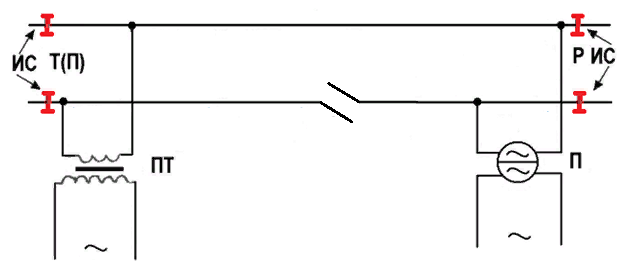 ИС Т(П) Р ИС
ПТ П
~ ~